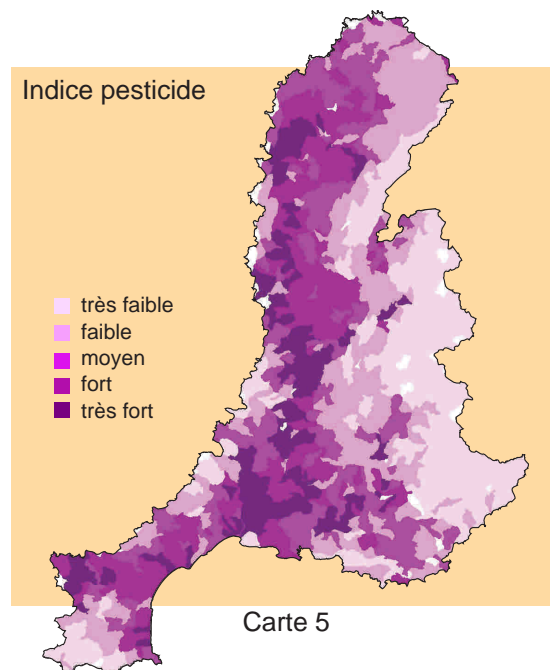 Indice pesticide
très faible
faible
moyen
fort
très fort
Carte 5